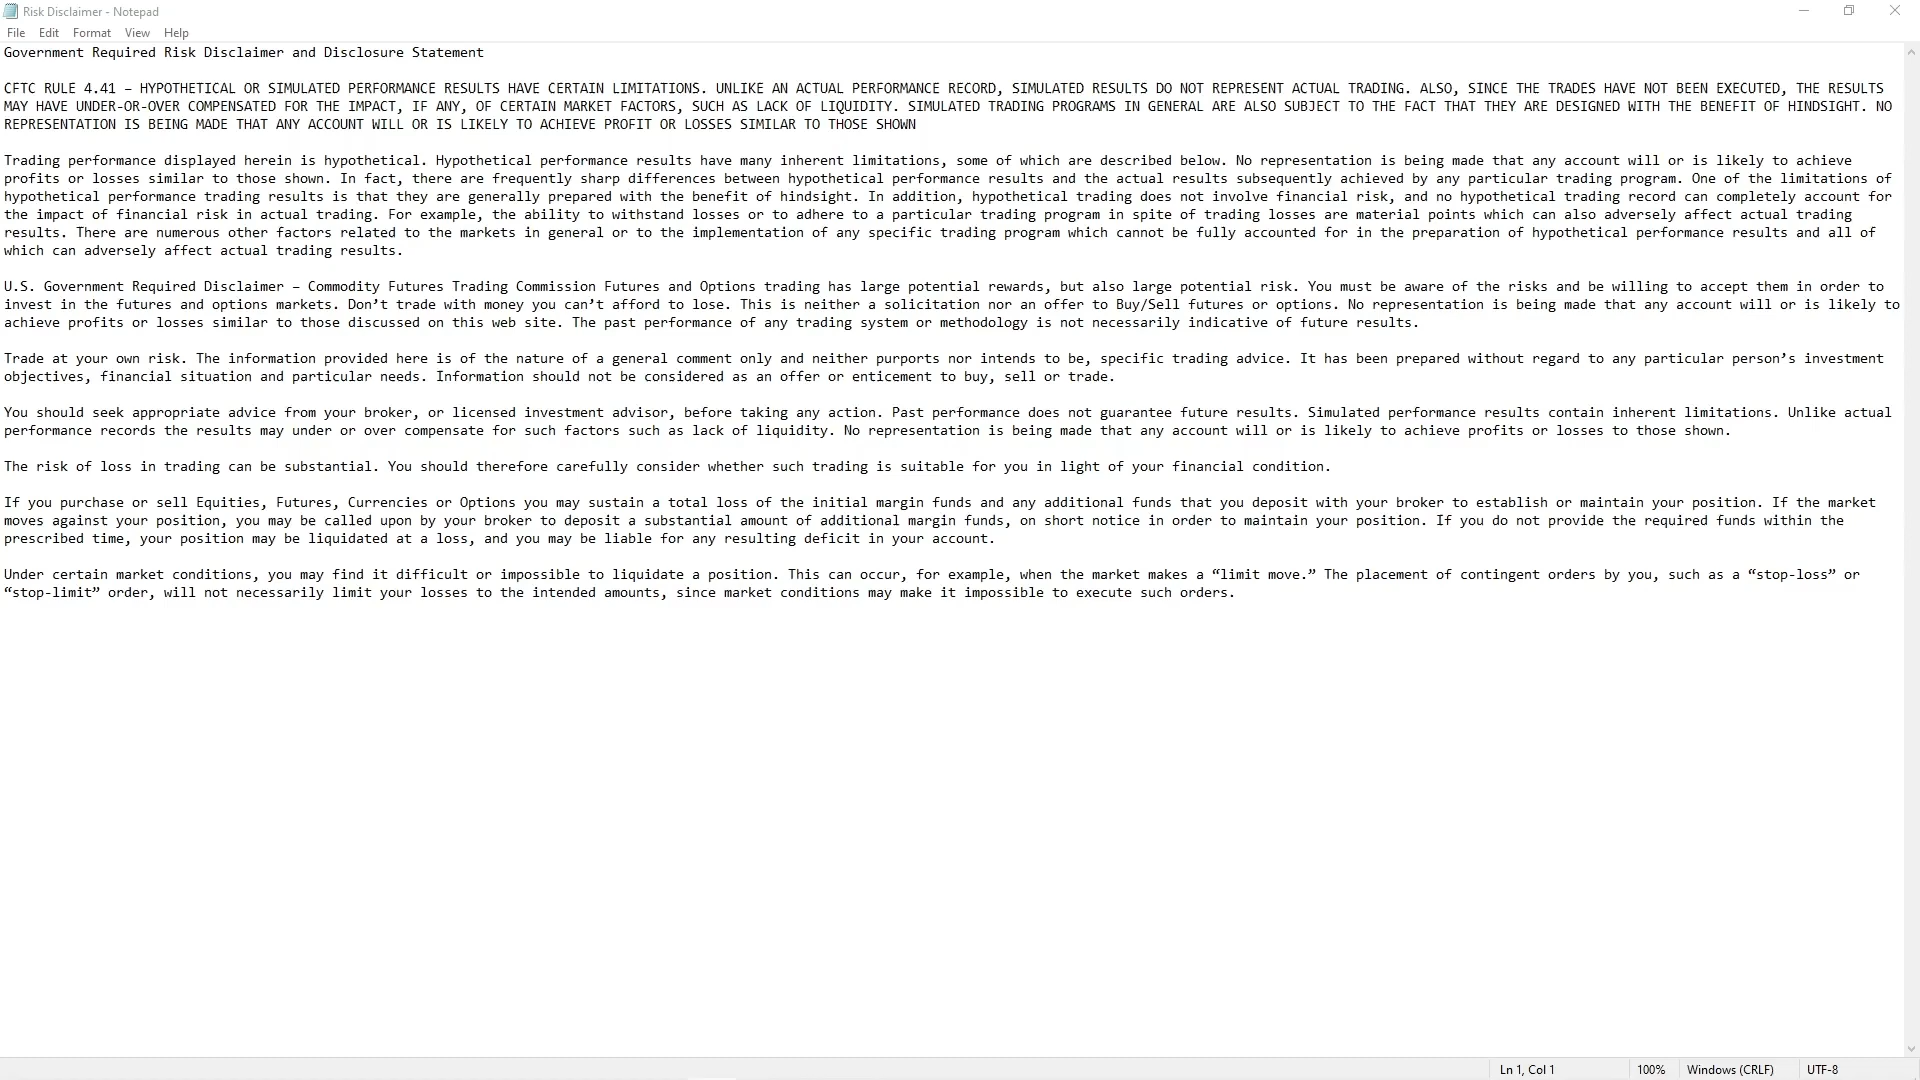 Risk Disclaimer - Notepad
File Edit Format View Help
Government Required Risk Disclaimer and Disclosure Statement
CFTC RULE 4.41 – HYPOTHETICAL OR SIMULATED PERFORMANCE RESULTS HAVE CERTAIN LIMITATIONS. UNLIKE AN ACTUAL PERFORMANCE RECORD, SIMULATED RESULTS DO NOT REPRESENT ACTUAL TRADING. ALSO, SINCE THE TRADES HAVE NOT BEEN EXECUTED, THE RESULTS
MAY HAVE UNDER-OR-OVER COMPENSATED FOR THE IMPACT, IF ANY, OF CERTAIN MARKET FACTORS, SUCH AS LACK OF LIQUIDITY. SIMULATED TRADING PROGRAMS IN GENERAL ARE ALSO SUBJECT TO THE FACT THAT THEY ARE DESIGNED WITH THE BENEFIT OF HINDSIGHT. NO
REPRESENTATION IS BEING MADE THAT ANY ACCOUNT WILL OR IS LIKELY TO ACHIEVE PROFIT OR LOSSES SIMILAR TO THOSE SHOWN
Trading performance displayed herein is hypothetical. Hypothetical performance results have many inherent limitations, some of which are described below. No representation is being made that any account will or is likely to achieve
profits or losses similar to those shown. In fact, there are frequently sharp differences between hypothetical performance results and the actual results subsequently achieved by any particular trading program. One of the limitations of
hypothetical performance trading results is that they are generally prepared with the benefit of hindsight. In addition, hypothetical trading does not involve financial risk, and no hypothetical trading record can completely account for
the impact of financial risk in actual trading. For example, the ability to withstand losses or to adhere to a particular trading program in spite of trading losses are material points which can also adversely affect actual trading
results. There are numerous other factors related to the markets in general or to the implementation of any specific trading program which cannot be fully accounted for in the preparation of hypothetical performance results and all of
which can adversely affect actual trading results.
U.S. Government Required Disclaimer – Commodity Futures Trading Commission Futures and Options trading has large potential rewards, but also large potential risk. You must be aware of the risks and be willing to accept them in order to
invest in the futures and options markets. Don’t trade with money you can’t afford to lose. This is neither a solicitation nor an offer to Buy/Sell futures or options. No representation is being made that any account will or is likely to
achieve profits or losses similar to those discussed on this web site. The past performance of any trading system or methodology is not necessarily indicative of future results.
Trade at your own risk. The information provided here is of the nature of a general comment only and neither purports nor intends to be, specific trading advice. It has been prepared without regard to any particular person’s investment
objectives, financial situation and particular needs. Information should not be considered as an offer or enticement to buy, sell or trade.
You should seek appropriate advice from your broker, or licensed investment advisor, before taking any action. Past performance does not guarantee future results. Simulated performance results contain inherent limitations. Unlike actual
performance records the results may under or over compensate for such factors such as lack of liquidity. No representation is being made that any account will or is likely to achieve profits or losses to those shown.
The risk of loss in trading can be substantial. You should therefore carefully consider whether such trading is suitable for you in light of your financial condition.
If you purchase or sell Equities, Futures, Currencies or Options you may sustain a total loss of the initial margin funds and any additional funds that you deposit with your broker to establish or maintain your position. If the market
moves against your position, you may be called upon by your broker to deposit a substantial amount of additional margin funds, on short notice in order to maintain your position. If you do not provide the required funds within the
prescribed time, your position may be liquidated at a loss, and you may be liable for any resulting deficit in your account.
Under certain market conditions, you may find it difficult or impossible to liquidate a position. This can occur, for example, when the market makes a “limit move.” The placement of contingent orders by you, such as a “stop-loss” or
“stop-limit” order, will not necessarily limit your losses to the intended amounts, since market conditions may make it impossible to execute such orders.
Ln 1, Col 1 100% Windows (CRLF) UTF-8